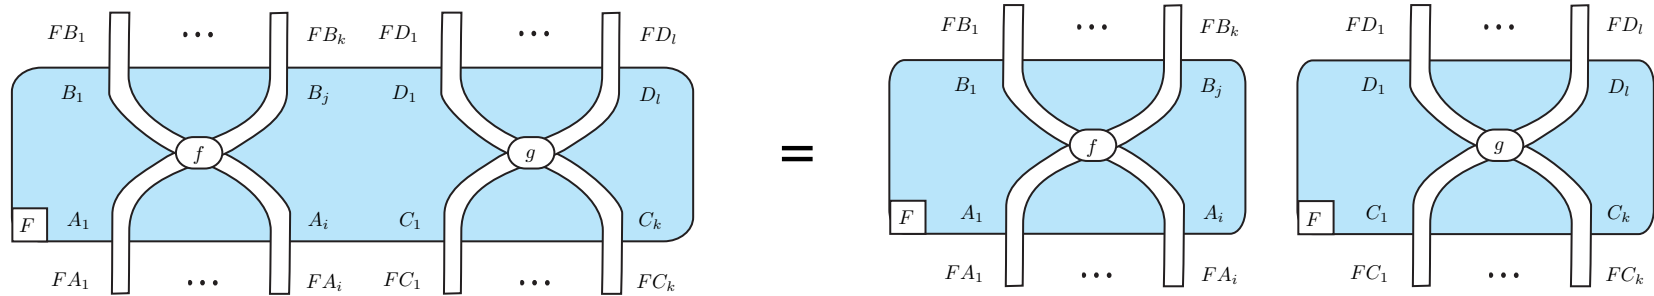 FB₁ ... FBₖ FD₁ ... FDₗ = FB₁ ... FBₖ FD₁ ... FDₗ
B₁ Bⱼ D₁ Dₗ B₁ Bⱼ D₁ Dₗ
f g f g
F A₁ Aᵢ C₁ Cₖ F A₁ Aᵢ F C₁ Cₖ
FA₁ ... FAᵢ FC₁ ... FCₖ FA₁ ... FAᵢ FC₁ ... FCₖ